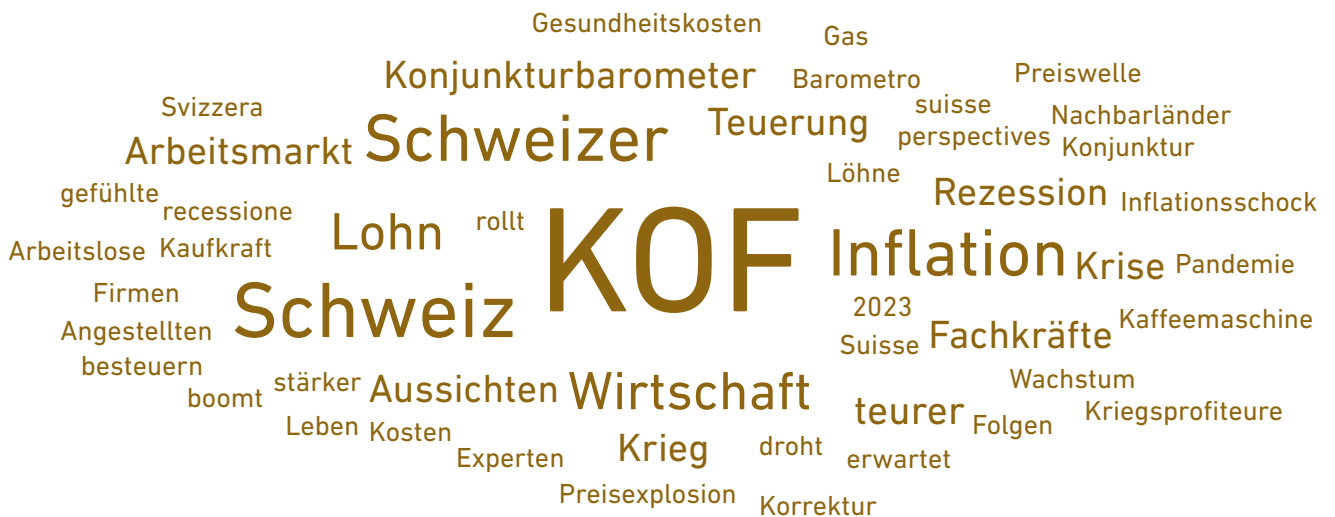 Gesundheitskosten
Gas
Konjunkturbarometer
Barometro
Preiswelle
Svizzera
suisse
Nachbarländer
Schweizer
Teuerung
perspectives
Konjunktur
Arbeitsmarkt
Löhne
gefühlte
recessione
Rezession
Inflationsschock
Lohn
rollt
KOF
Inflation
Arbeitslose
Kaufkraft
Krise
Pandemie
Firmen
Schweiz
2023
Kaffeemaschine
Angestellten
Suisse
Fachkräfte
besteuern
stärker
Aussichten
Wirtschaft
Wachstum
boomt
teurer
Kriegsprofiteure
Leben
Kosten
Folgen
Krieg
droht
erwartet
Experten
Preisexplosion
Korrektur